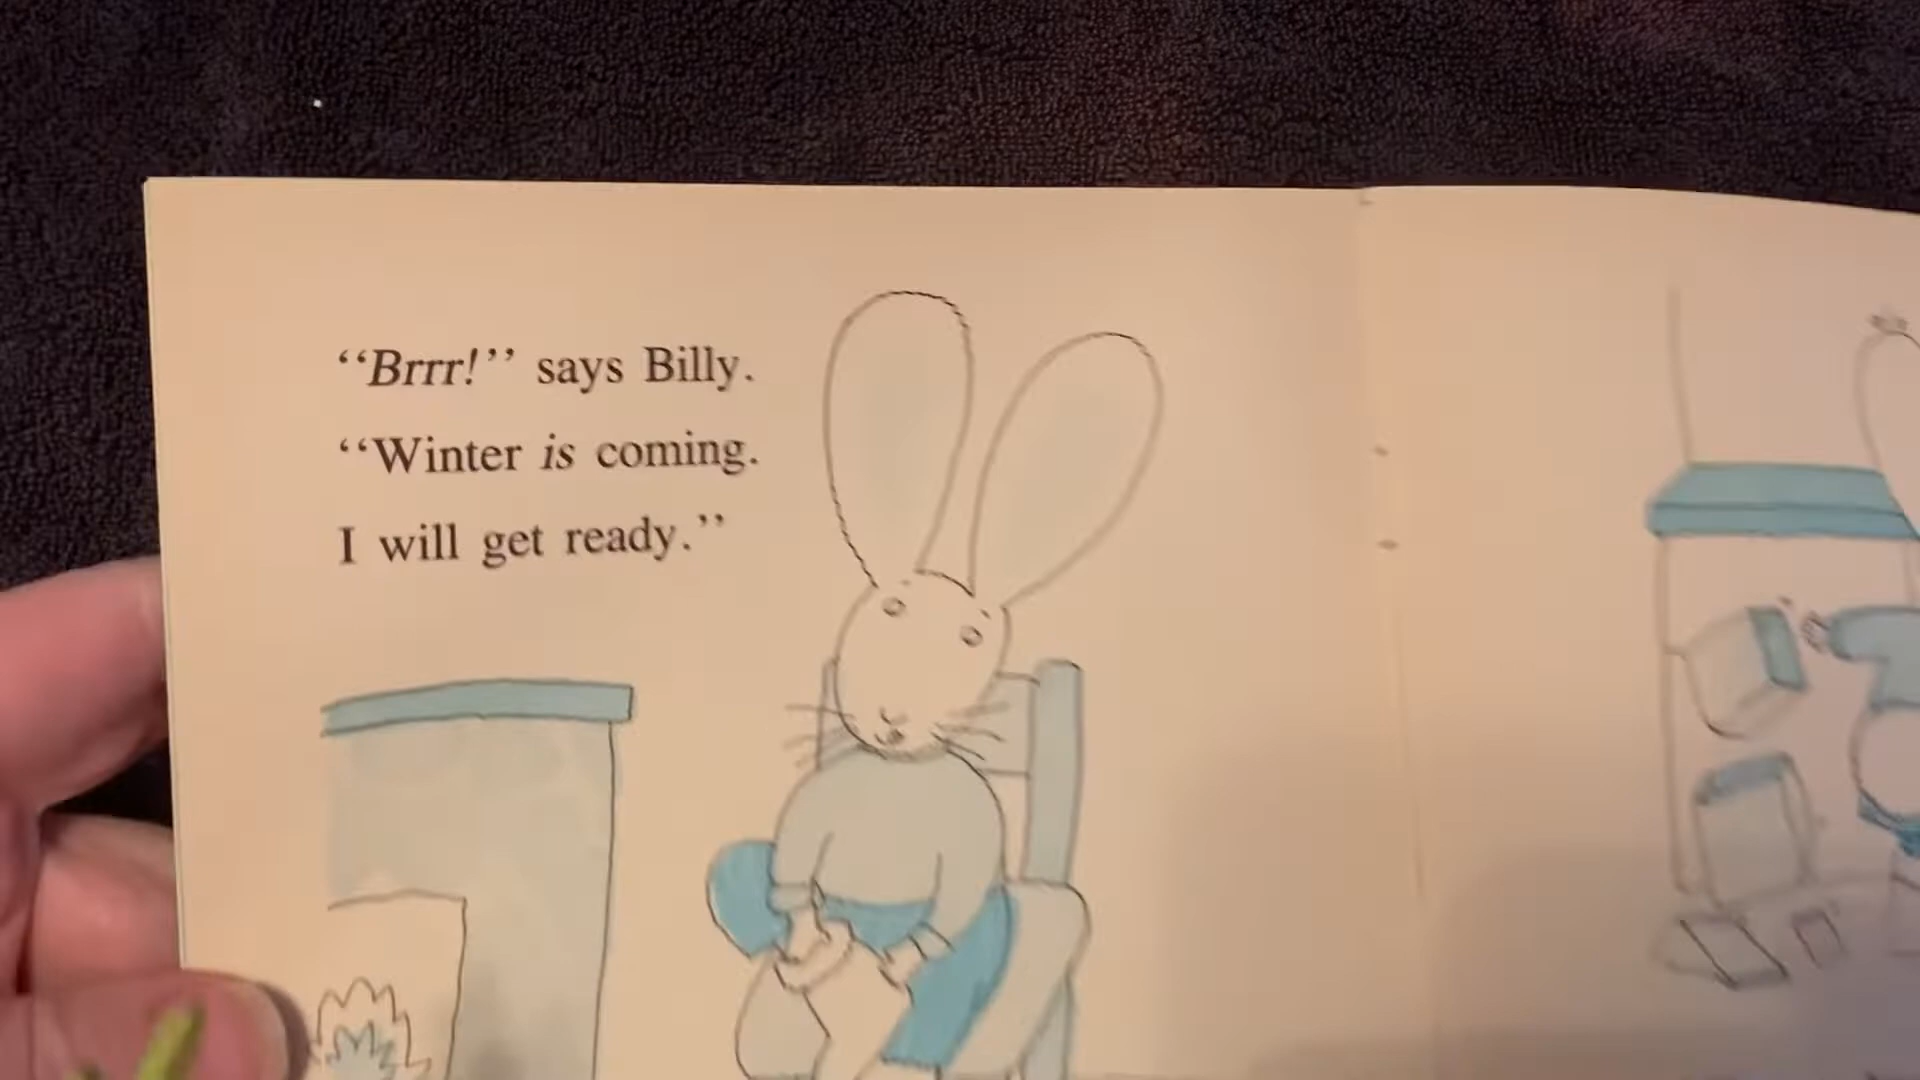 ‘‘Brrr!’’ says Billy.
‘‘Winter is coming.
I will get ready.’’